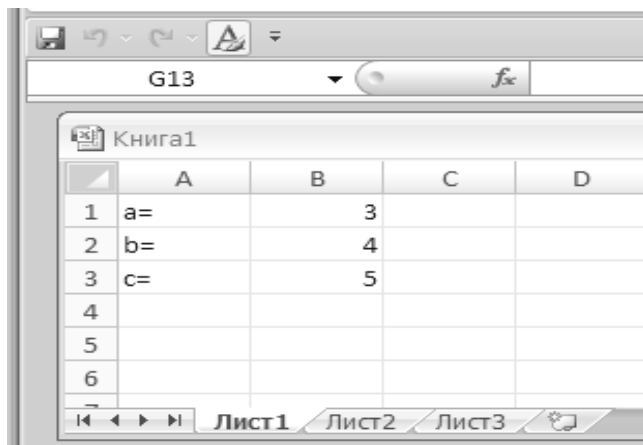 G13 fx
Книга1
A B C D
1 a= 3
2 b= 4
3 c= 5
4
5
6
Лист1 Лист2 Лист3